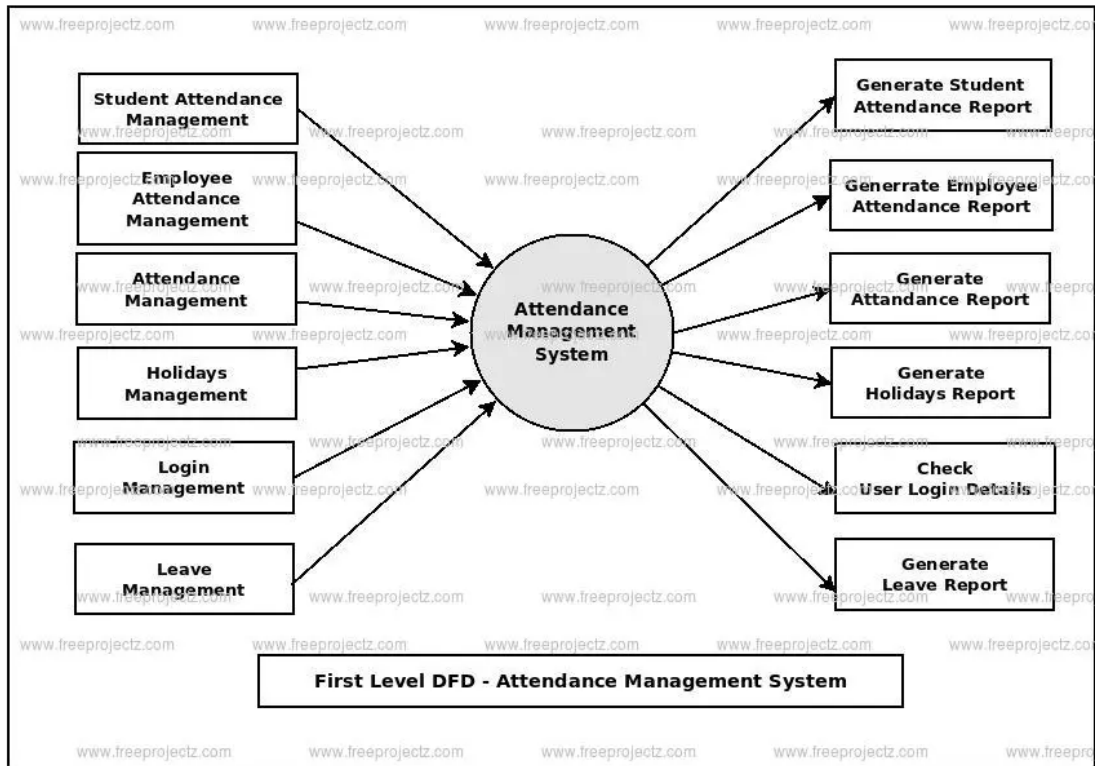 Student Attendance
Management
Employee
Attendance
Management
Attendance
Management
Holidays
Management
Login
Management
Leave
Management
Attendance
Management
System
Generate Student
Attendance Report
Generrate Employee
Attendance Report
Generate
Attandance Report
Generate
Holidays Report
Check
User Login Details
Generate
Leave Report
First Level DFD - Attendance Management System
www.freeprojectz.com